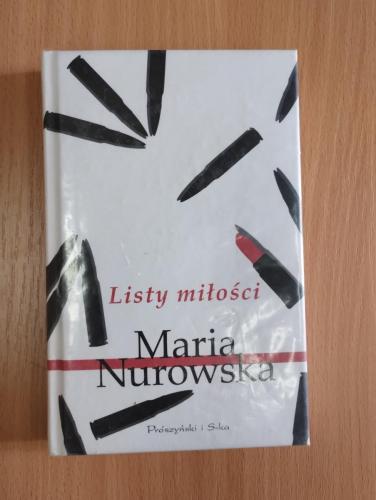 Listy miłości
Maria
Nurowska
Prószyński i S-ka